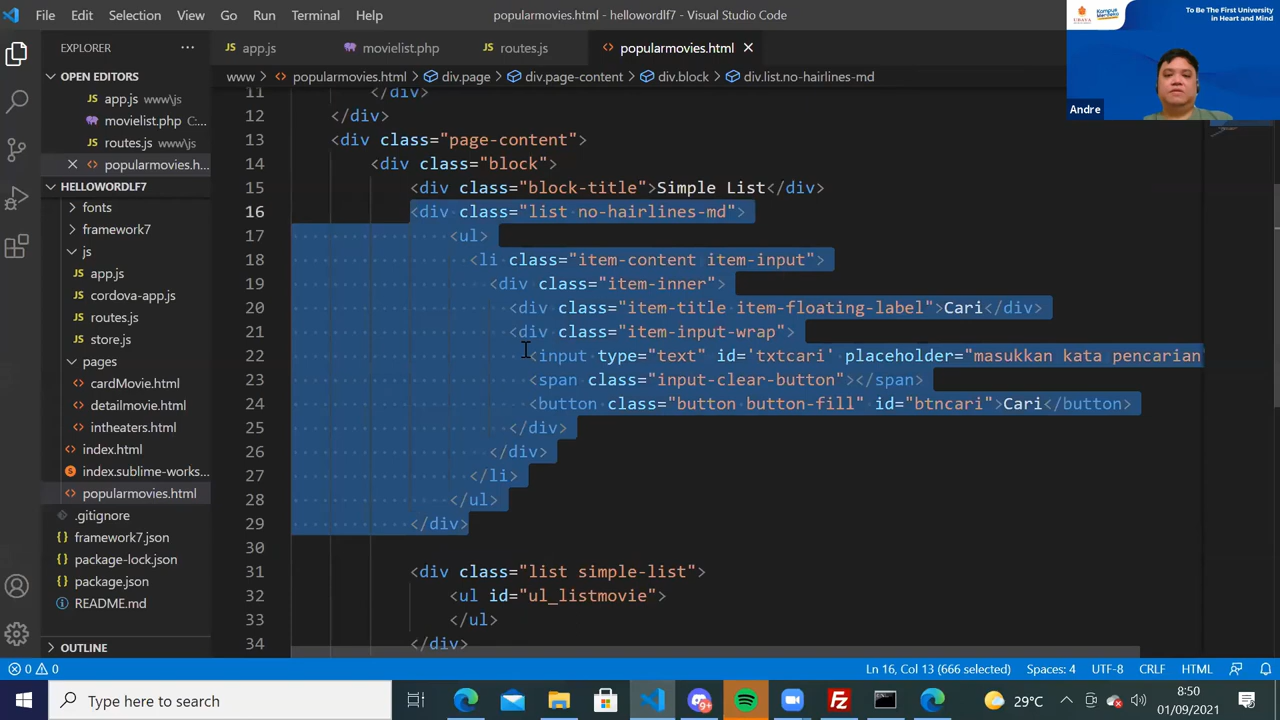 File Edit Selection View Go Run Terminal Help
popularmovies.html - hellowordlf7 - Visual Studio Code
To Be The First University
in Heart and Mind
UBAYA
Kampus
Merdeka
Andre
EXPLORER
OPEN EDITORS
app.js www\js
movielist.php C:...
routes.js www\js
popularmovies.h...
HELLOWORDLF7
fonts
framework7
js
app.js
cordova-app.js
routes.js
store.js
pages
cardMovie.html
detailmovie.html
intheaters.html
index.html
index.sublime-works...
popularmovies.html
.gitignore
framework7.json
package-lock.json
package.json
README.md
OUTLINE
app.js movielist.php routes.js popularmovies.html
www > popularmovies.html > div.page > div.page-content > div.block > div.list.no-hairlines-md
11 </div>
12 </div>
13 <div class="page-content">
14 <div class="block">
15 <div class="block-title">Simple List</div>
16 <div class="list no-hairlines-md">
17 <ul>
18 <li class="item-content item-input">
19 <div class="item-inner">
20 <div class="item-title item-floating-label">Cari</div>
21 <div class="item-input-wrap">
22 <input type="text" id='txtcari' placeholder="masukkan kata pencarian
23 <span class="input-clear-button"></span>
24 <button class="button button-fill" id="btncari">Cari</button>
25 </div>
26 </div>
27 </li>
28 </ul>
29 </div>
30
31 <div class="list simple-list">
32 <ul id="ul_listmovie">
33 </ul>
34 </div>
0 0
Ln 16, Col 13 (666 selected) Spaces: 4 UTF-8 CRLF HTML
Type here to search
29°C
8:50
01/09/2021